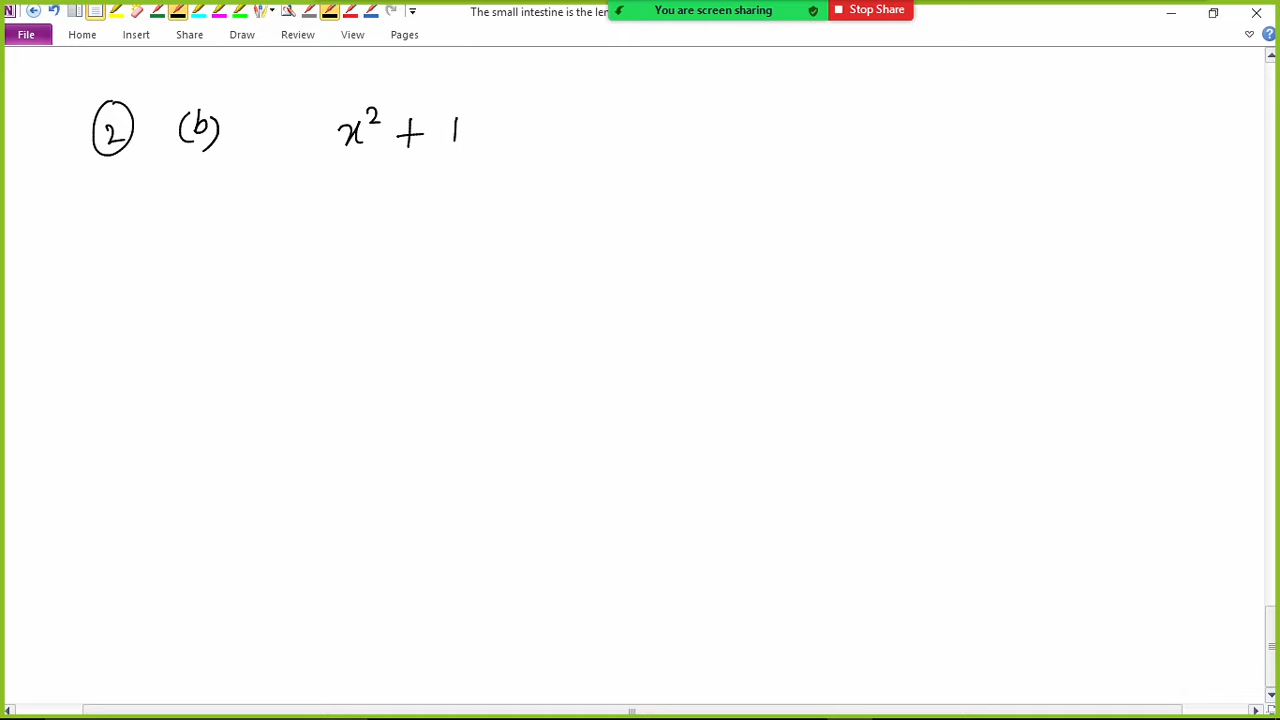 The small intestine is the len
You are screen sharing
Stop Share
File Home Insert Share Draw Review View Pages
② (b) x² + 1